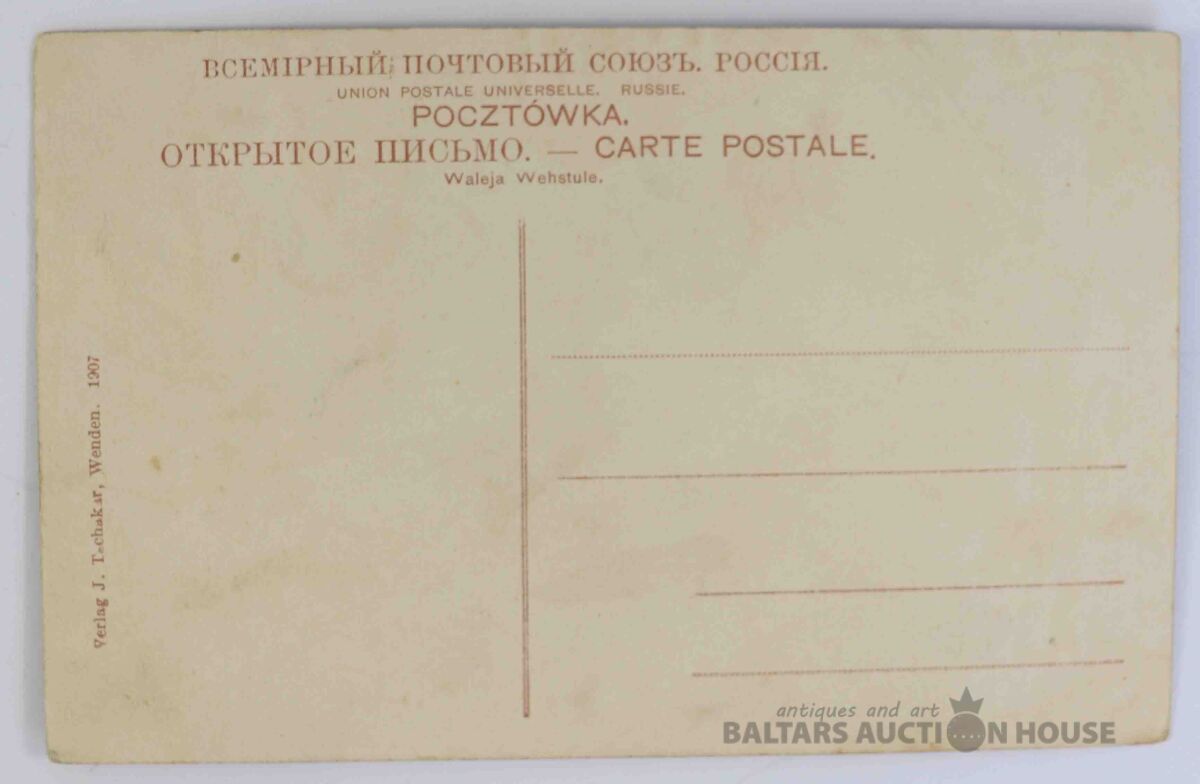 ВСЕМІРНЫЙ ПОЧТОВЫЙ СОЮЗЪ. РОССІЯ.
UNION POSTALE UNIVERSELLE. RUSSIE.
POCZTÓWKA.
ОТКРЫТОЕ ПИСЬМО. — CARTE POSTALE.
Waleja Wehstule.
Verlag J. Tschakar, Wenden. 1907
antiques and art
BALTARS AUCTION HOUSE